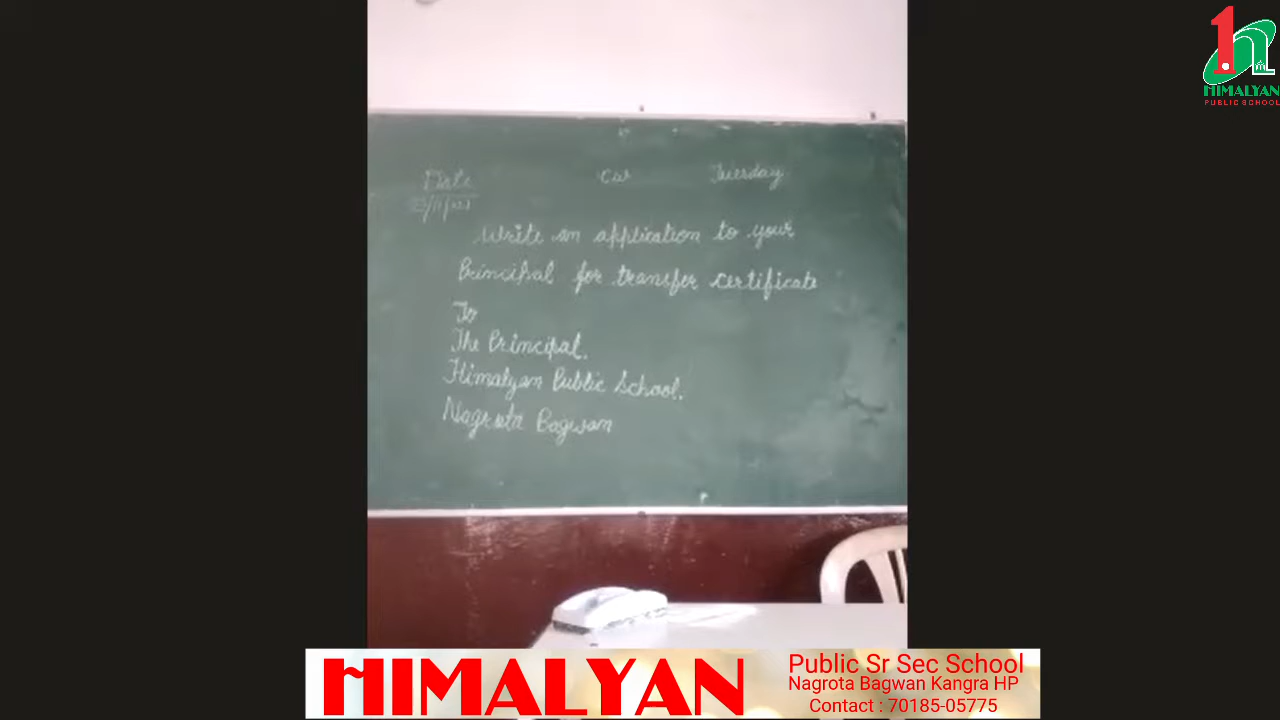 HIMALYAN
PUBLIC SCHOOL
Date
CW
Tuesday
Write an application to your
Principal for transfer certificate
To
The Principal.
Himalyan Public School.
Nagrota Bagwan
HIMALYAN
Public Sr Sec School
Nagrota Bagwan Kangra HP
Contact : 70185-05775